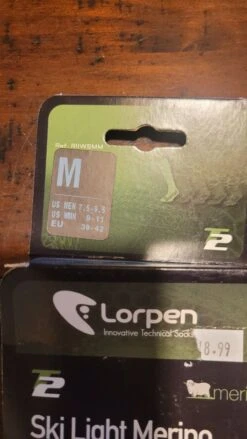 M
US MEN 7.5-9.5
US WMN 9-11
EU 39-42
T2
Lorpen
Innovative Technical Socks
8.99
T2
meri
Ski Light Merino